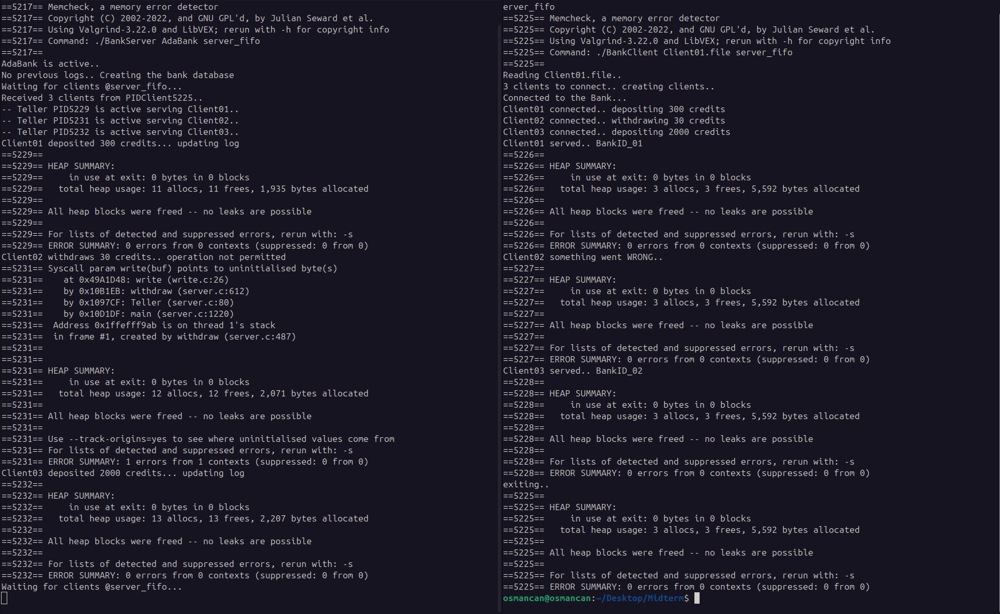 ==5217== Memcheck, a memory error detector
==5217== Copyright (C) 2002-2022, and GNU GPL'd, by Julian Seward et al.
==5217== Using Valgrind-3.22.0 and LibVEX; rerun with -h for copyright info
==5217== Command: ./BankServer AdaBank server_fifo
==5217==
AdaBank is active..
No previous logs.. Creating the bank database
Waiting for clients @server_fifo...
Received 3 clients from PIDClient5225..
-- Teller PID5229 is active serving Client01..
-- Teller PID5231 is active serving Client02..
-- Teller PID5232 is active serving Client03..
Client01 deposited 300 credits... updating log
==5229==
==5229== HEAP SUMMARY:
==5229==     in use at exit: 0 bytes in 0 blocks
==5229==   total heap usage: 11 allocs, 11 frees, 1,935 bytes allocated
==5229==
==5229== All heap blocks were freed -- no leaks are possible
==5229==
==5229== For lists of detected and suppressed errors, rerun with: -s
==5229== ERROR SUMMARY: 0 errors from 0 contexts (suppressed: 0 from 0)
Client02 withdraws 30 credits.. operation not permitted
==5231== Syscall param write(buf) points to uninitialised byte(s)
==5231==    at 0x49A1D48: write (write.c:26)
==5231==    by 0x10B1EB: withdraw (server.c:612)
==5231==    by 0x1097CF: Teller (server.c:80)
==5231==    by 0x10D1DF: main (server.c:1220)
==5231==  Address 0x1ffefff9ab is on thread 1's stack
==5231==  in frame #1, created by withdraw (server.c:487)
==5231==
==5231==
==5231== HEAP SUMMARY:
==5231==     in use at exit: 0 bytes in 0 blocks
==5231==   total heap usage: 12 allocs, 12 frees, 2,071 bytes allocated
==5231==
==5231== All heap blocks were freed -- no leaks are possible
==5231==
==5231== Use --track-origins=yes to see where uninitialised values come from
==5231== For lists of detected and suppressed errors, rerun with: -s
==5231== ERROR SUMMARY: 1 errors from 1 contexts (suppressed: 0 from 0)
Client03 deposited 2000 credits... updating log
==5232==
==5232== HEAP SUMMARY:
==5232==     in use at exit: 0 bytes in 0 blocks
==5232==   total heap usage: 13 allocs, 13 frees, 2,207 bytes allocated
==5232==
==5232== All heap blocks were freed -- no leaks are possible
==5232==
==5232== For lists of detected and suppressed errors, rerun with: -s
==5232== ERROR SUMMARY: 0 errors from 0 contexts (suppressed: 0 from 0)
Waiting for clients @server_fifo...
erver_fifo
==5225== Memcheck, a memory error detector
==5225== Copyright (C) 2002-2022, and GNU GPL'd, by Julian Seward et al.
==5225== Using Valgrind-3.22.0 and LibVEX; rerun with -h for copyright info
==5225== Command: ./BankClient Client01.file server_fifo
==5225==
Reading Client01.file..
3 clients to connect.. creating clients..
Connected to the Bank...
Client01 connected.. depositing 300 credits
Client02 connected.. withdrawing 30 credits
Client03 connected.. depositing 2000 credits
Client01 served.. BankID_01
==5226==
==5226== HEAP SUMMARY:
==5226==     in use at exit: 0 bytes in 0 blocks
==5226==   total heap usage: 3 allocs, 3 frees, 5,592 bytes allocated
==5226==
==5226== All heap blocks were freed -- no leaks are possible
==5226==
==5226== For lists of detected and suppressed errors, rerun with: -s
==5226== ERROR SUMMARY: 0 errors from 0 contexts (suppressed: 0 from 0)
Client02 something went WRONG..
==5227==
==5227== HEAP SUMMARY:
==5227==     in use at exit: 0 bytes in 0 blocks
==5227==   total heap usage: 3 allocs, 3 frees, 5,592 bytes allocated
==5227==
==5227== All heap blocks were freed -- no leaks are possible
==5227==
==5227== For lists of detected and suppressed errors, rerun with: -s
==5227== ERROR SUMMARY: 0 errors from 0 contexts (suppressed: 0 from 0)
Client03 served.. BankID_02
==5228==
==5228== HEAP SUMMARY:
==5228==     in use at exit: 0 bytes in 0 blocks
==5228==   total heap usage: 3 allocs, 3 frees, 5,592 bytes allocated
==5228==
==5228== All heap blocks were freed -- no leaks are possible
==5228==
==5228== For lists of detected and suppressed errors, rerun with: -s
==5228== ERROR SUMMARY: 0 errors from 0 contexts (suppressed: 0 from 0)
exiting..
==5225==
==5225== HEAP SUMMARY:
==5225==     in use at exit: 0 bytes in 0 blocks
==5225==   total heap usage: 3 allocs, 3 frees, 5,592 bytes allocated
==5225==
==5225== All heap blocks were freed -- no leaks are possible
==5225==
==5225== For lists of detected and suppressed errors, rerun with: -s
==5225== ERROR SUMMARY: 0 errors from 0 contexts (suppressed: 0 from 0)
osmancan@osmancan:~/Desktop/Midterm$